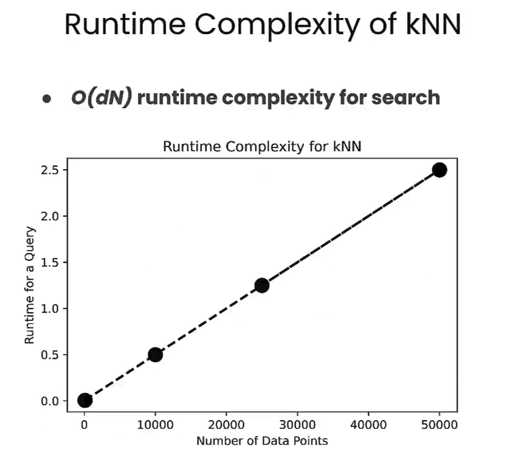 Runtime Complexity of kNN
• O(dN) runtime complexity for search
Runtime Complexity for kNN
2.5
2.0
1.5
1.0
0.5
0.0
Runtime for a Query
0 10000 20000 30000 40000 50000
Number of Data Points